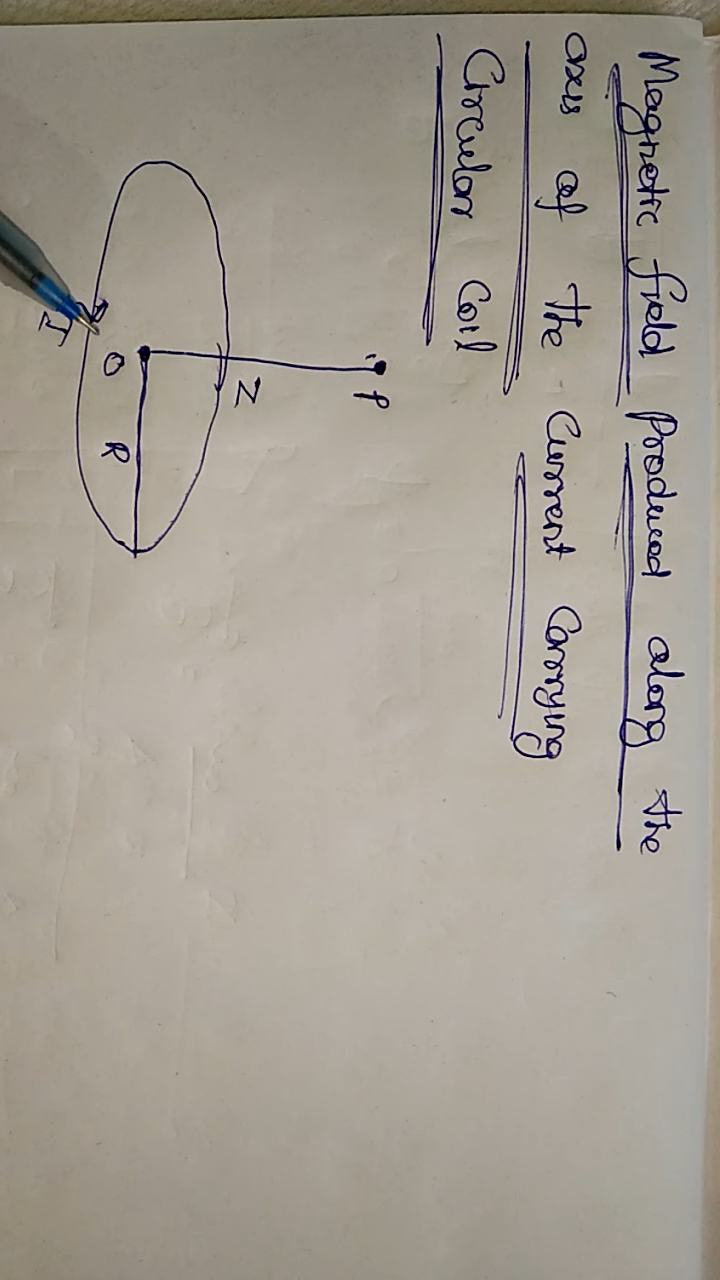 Magnetic field Produced along the
axis of the Current Carrying
Circular Coil
P
Z
O
R
I